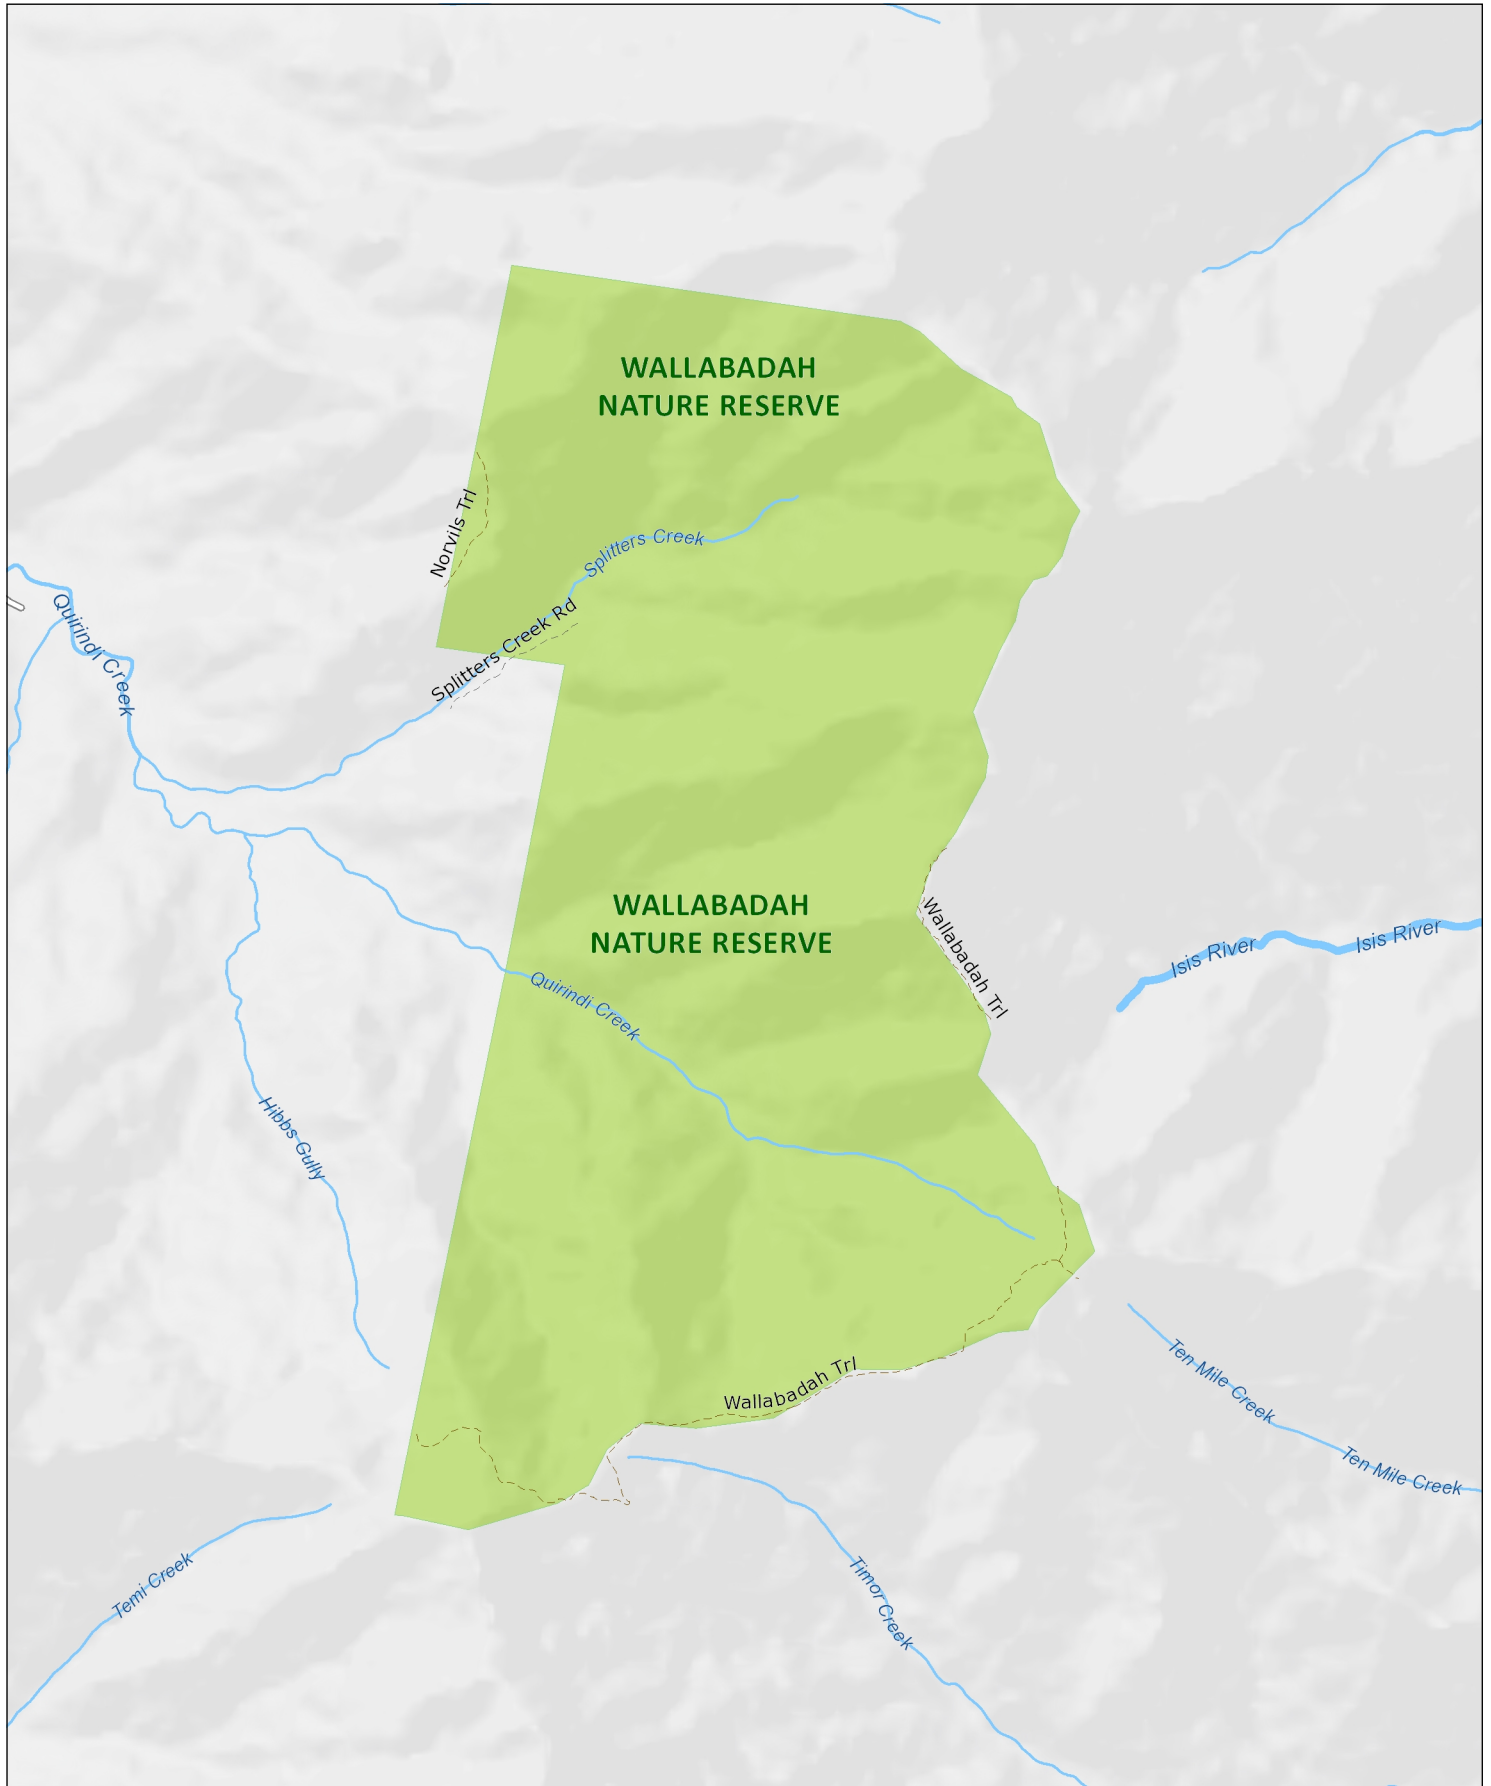 WALLABADAH
NATURE RESERVE
Norvils Trl
Splitters Creek
Splitters Creek Rd
Quirindi Creek
WALLABADAH
NATURE RESERVE
Wallabadah Trl
Isis River
Isis River
Quirindi Creek
Hibbs Gully
Wallabadah Trl
Ten Mile Creek
Ten Mile Creek
Temi Creek
Timor Creek